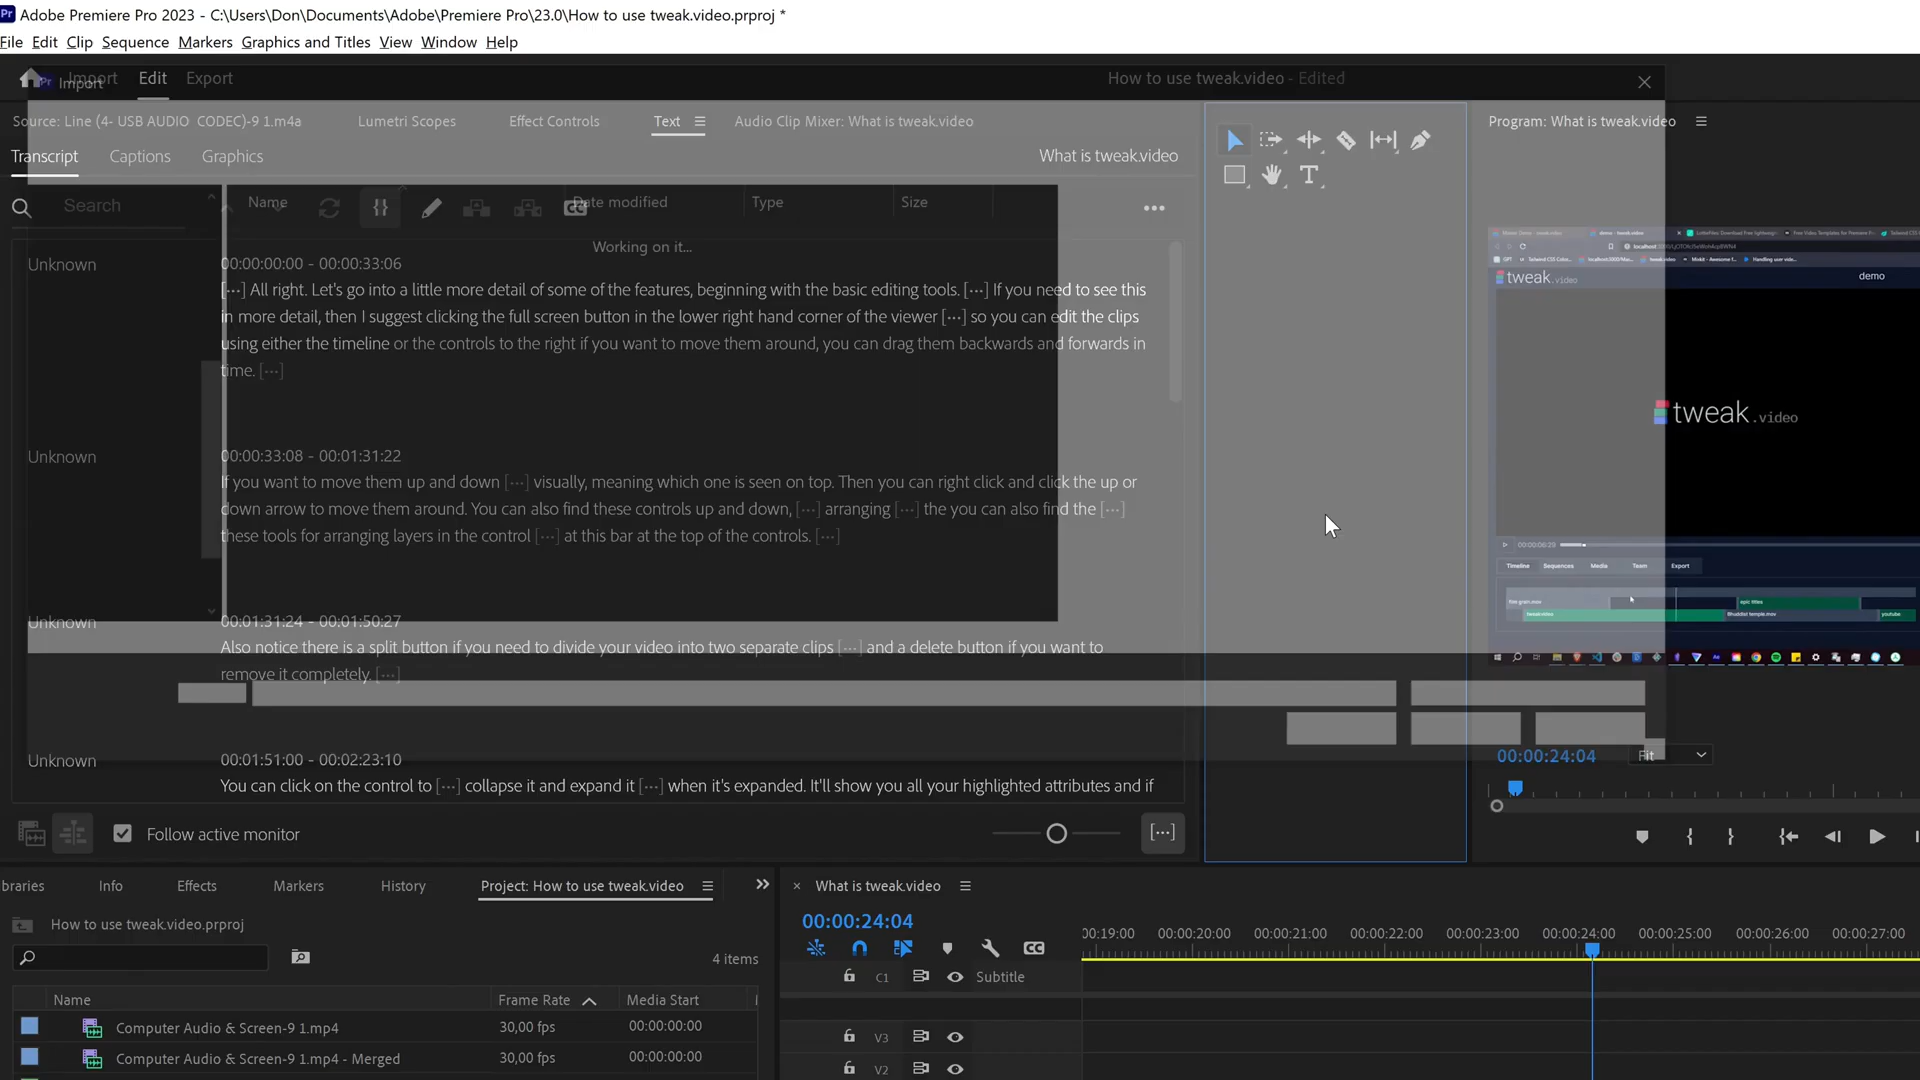 Adobe Premiere Pro 2023 - C:\Users\Don\Documents\Adobe\Premiere Pro\23.0\How to use tweak.video.prproj *
File Edit Clip Sequence Markers Graphics and Titles View Window Help
Import Edit Export
Import
How to use tweak.video - Edited
Source: Line (4- USB AUDIO CODEC)-9 1.m4a
Lumetri Scopes
Effect Controls
Text
Audio Clip Mixer: What is tweak.video
Program: What is tweak.video
Transcript Captions Graphics
What is tweak.video
Search
Name
Date modified
Type
Size
Working on it...
Unknown
00:00:00:00 - 00:00:33:06
[...] All right. Let's go into a little more detail of some of the features, beginning with the basic editing tools. [...] If you need to see this
in more detail, then I suggest clicking the full screen button in the lower right hand corner of the viewer [...] so you can edit the clips
using either the timeline or the controls to the right if you want to move them around, you can drag them backwards and forwards in
time. [...]
Unknown
00:00:33:08 - 00:01:31:22
If you want to move them up and down [...] visually, meaning which one is seen on top. Then you can right click and click the up or
down arrow to move them around. You can also find these controls up and down, [...] arranging [...] the you can also find the [...]
these tools for arranging layers in the control [...] at this bar at the top of the controls. [...]
Unknown
00:01:31:24 - 00:01:50:27
Also notice there is a split button if you need to divide your video into two separate clips [...] and a delete button if you want to
remove it completely. [...]
Unknown
00:01:51:00 - 00:02:23:10
You can click on the control to [...] collapse it and expand it [...] when it's expanded. It'll show you all your highlighted attributes and if
Follow active monitor
[...]
tweak.video
demo
tweak.video
00:00:06:23
Timeline Sequences Media Team Export
film grain.mov
epic titles
tweak-video
Bhuddist temple.mov
youtube
00:00:24:04
Fit
braries
Info
Effects
Markers
History
Project: How to use tweak.video
How to use tweak.video.prproj
4 items
Name
Frame Rate
Media Start
Computer Audio & Screen-9 1.mp4
30,00 fps
00:00:00:00
Computer Audio & Screen-9 1.mp4 - Merged
30,00 fps
00:00:00:00
× What is tweak.video
00:00:24:04
00:19:00 00:00:20:00 00:00:21:00 00:00:22:00 00:00:23:00 00:00:24:00 00:00:25:00 00:00:26:00 00:00:27:00
C1 Subtitle
V3
V2